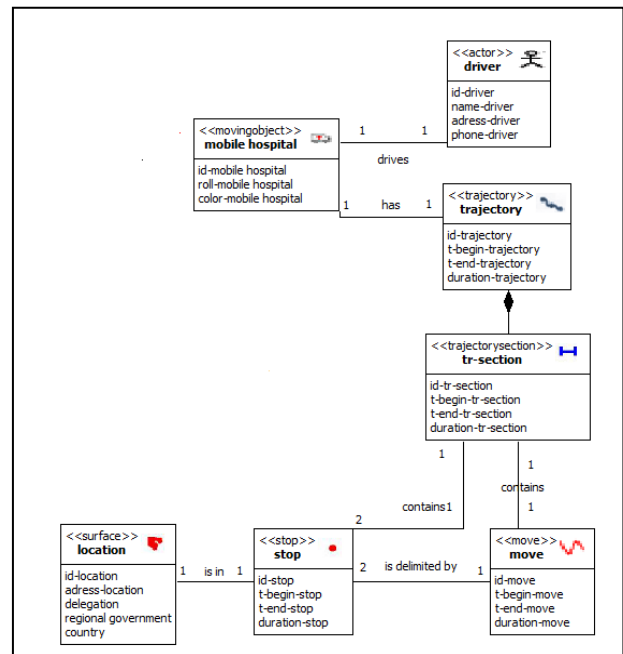 <<actor>>
driver
id-driver
name-driver
adress-driver
phone-driver
<<movingobject>>
mobile hospital
id-mobile hospital
roll-mobile hospital
color-mobile hospital
1
1
drives
1
has
1
<<trajectory>>
trajectory
id-trajectory
t-begin-trajectory
t-end-trajectory
duration-trajectory
<<trajectorysection>>
tr-section
id-tr-section
t-begin-tr-section
t-end-tr-section
duration-tr-section
1
1
contains
contains1
1
2
<<surface>>
location
id-location
adress-location
delegation
regional government
country
1
is in
1
<<stop>>
stop
id-stop
t-begin-stop
t-end-stop
duration-stop
2
is delimited by
1
<<move>>
move
id-move
t-begin-move
t-end-move
duration-move